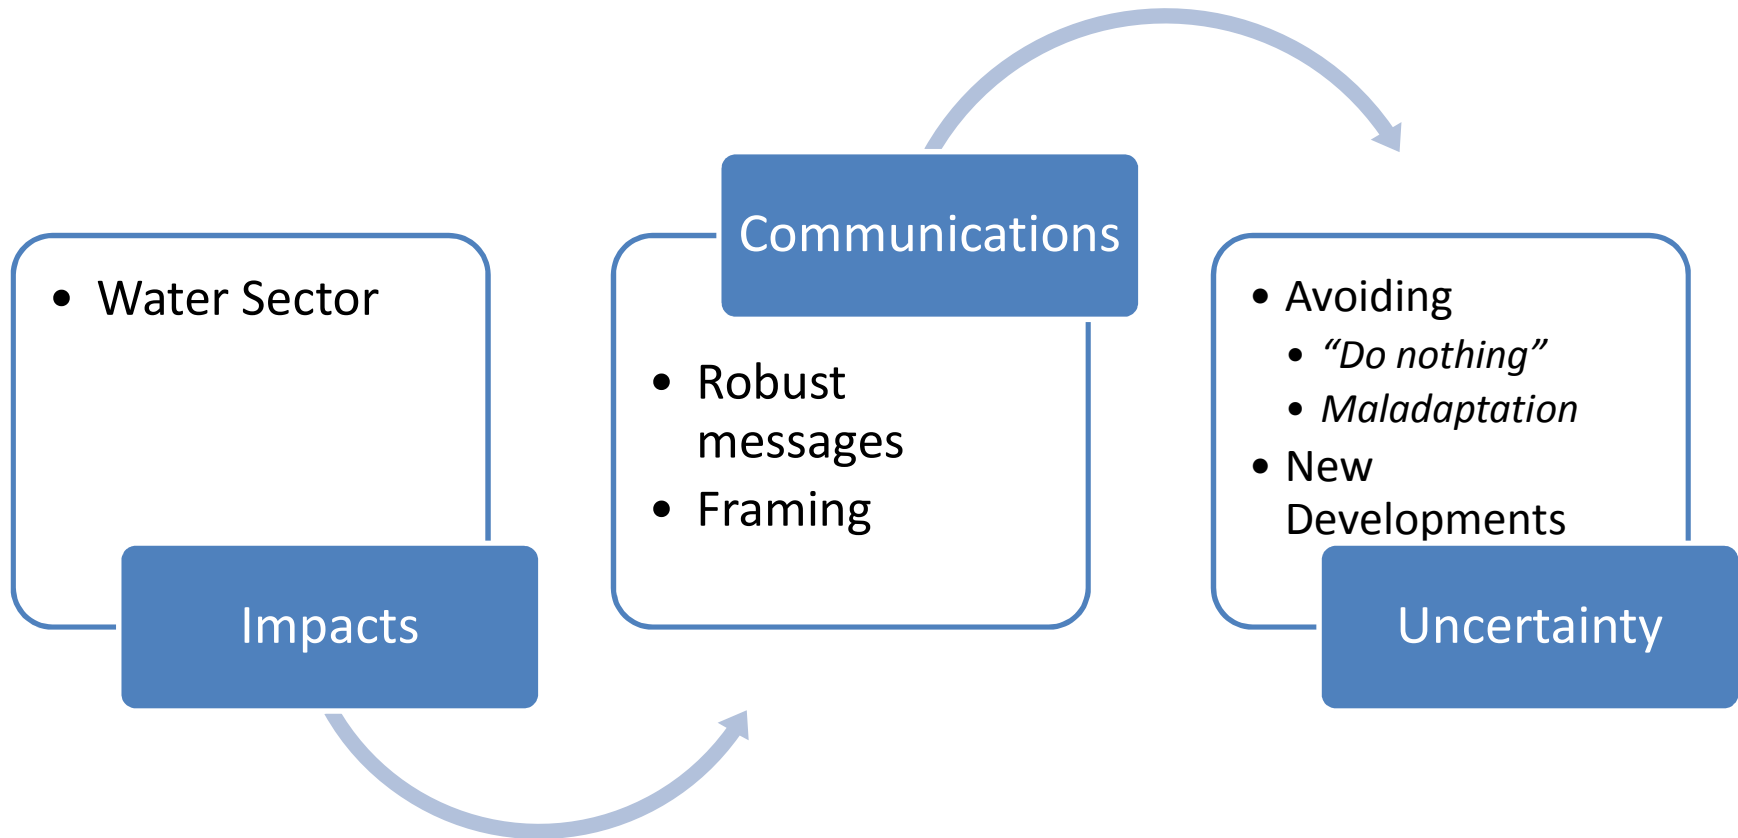 • Water Sector
Impacts
Communications
• Robust
messages
• Framing
• Avoiding
• “Do nothing”
• Maladaptation
• New
Developments
Uncertainty